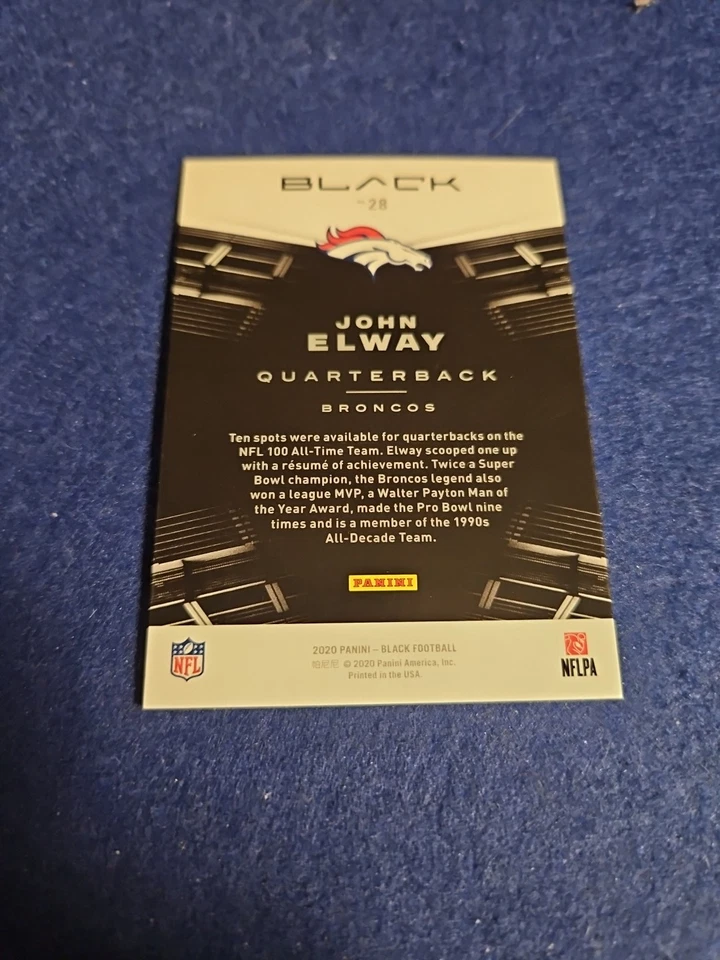 BLACK
N° 28
JOHN
ELWAY
QUARTERBACK
BRONCOS
Ten spots were available for quarterbacks on the
NFL 100 All-Time Team. Elway scooped one up
with a résumé of achievement. Twice a Super
Bowl champion, the Broncos legend also
won a league MVP, a Walter Payton Man of
the Year Award, made the Pro Bowl nine
times and is a member of the 1990s
All-Decade Team.
PANINI
NFL
2020 PANINI – BLACK FOOTBALL
帕尼尼 © 2020 Panini America, Inc.
Printed in the USA.
NFLPA